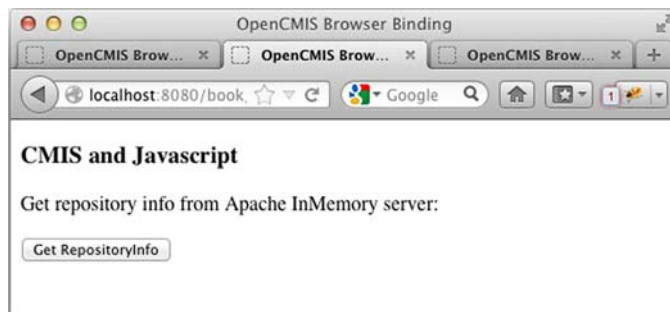 OpenCMIS Browser Binding
OpenCMIS Brow... × OpenCMIS Brow... × OpenCMIS Brow... × +
localhost:8080/book Google 1
CMIS and Javascript
Get repository info from Apache InMemory server:
Get RepositoryInfo